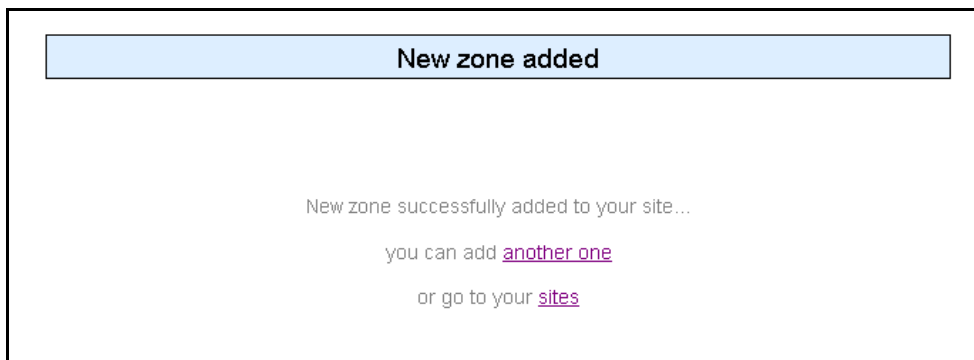 New zone added
New zone successfully added to your site...
you can add another one
or go to your sites